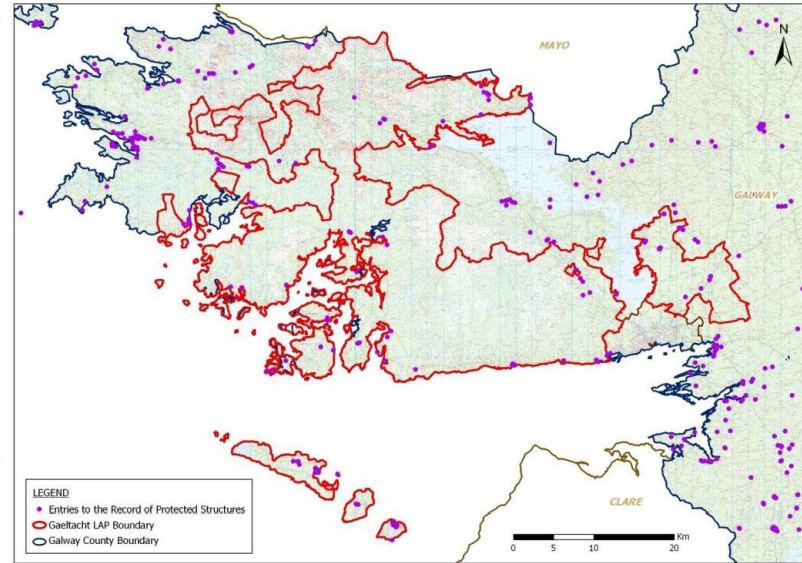 N
MAYO
GALWAY
CLARE
LEGEND
Entries to the Record of Protected Structures
Gaeltacht LAP Boundary
Galway County Boundary
Km
0 5 10 20